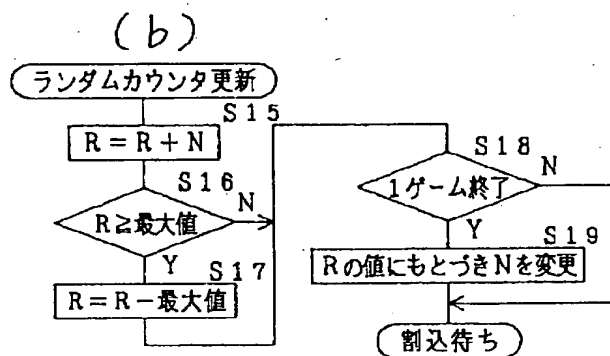 (b)
ランダムカウンタ更新
S15
R=R+N
S16
R≧最大値
N
Y
S17
R=R-最大値
S18
1ゲーム終了
N
Y
S19
Rの値にもとづきNを変更
割込待ち